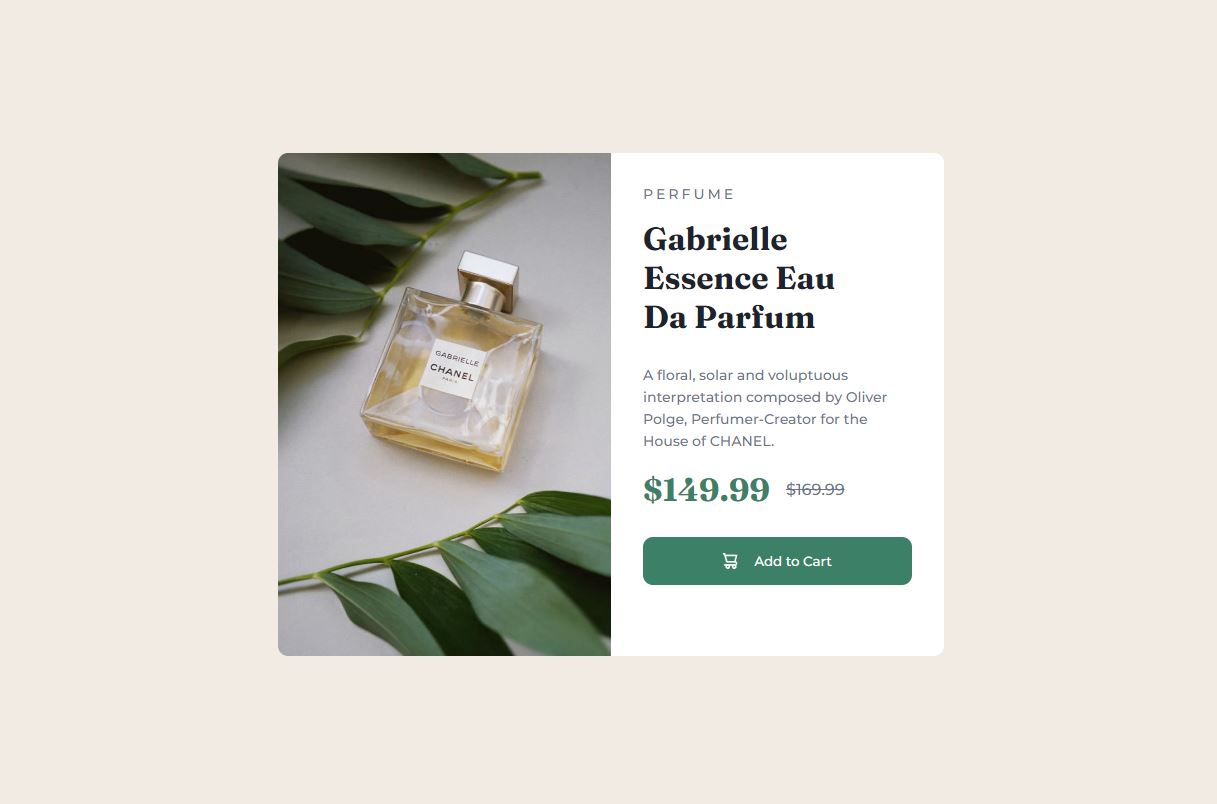 GABRIELLE
CHANEL
PARIS
PERFUME
Gabrielle
Essence Eau
Da Parfum
A floral, solar and voluptuous
interpretation composed by Oliver
Polge, Perfumer-Creator for the
House of CHANEL.
$149.99 $169.99
Add to Cart